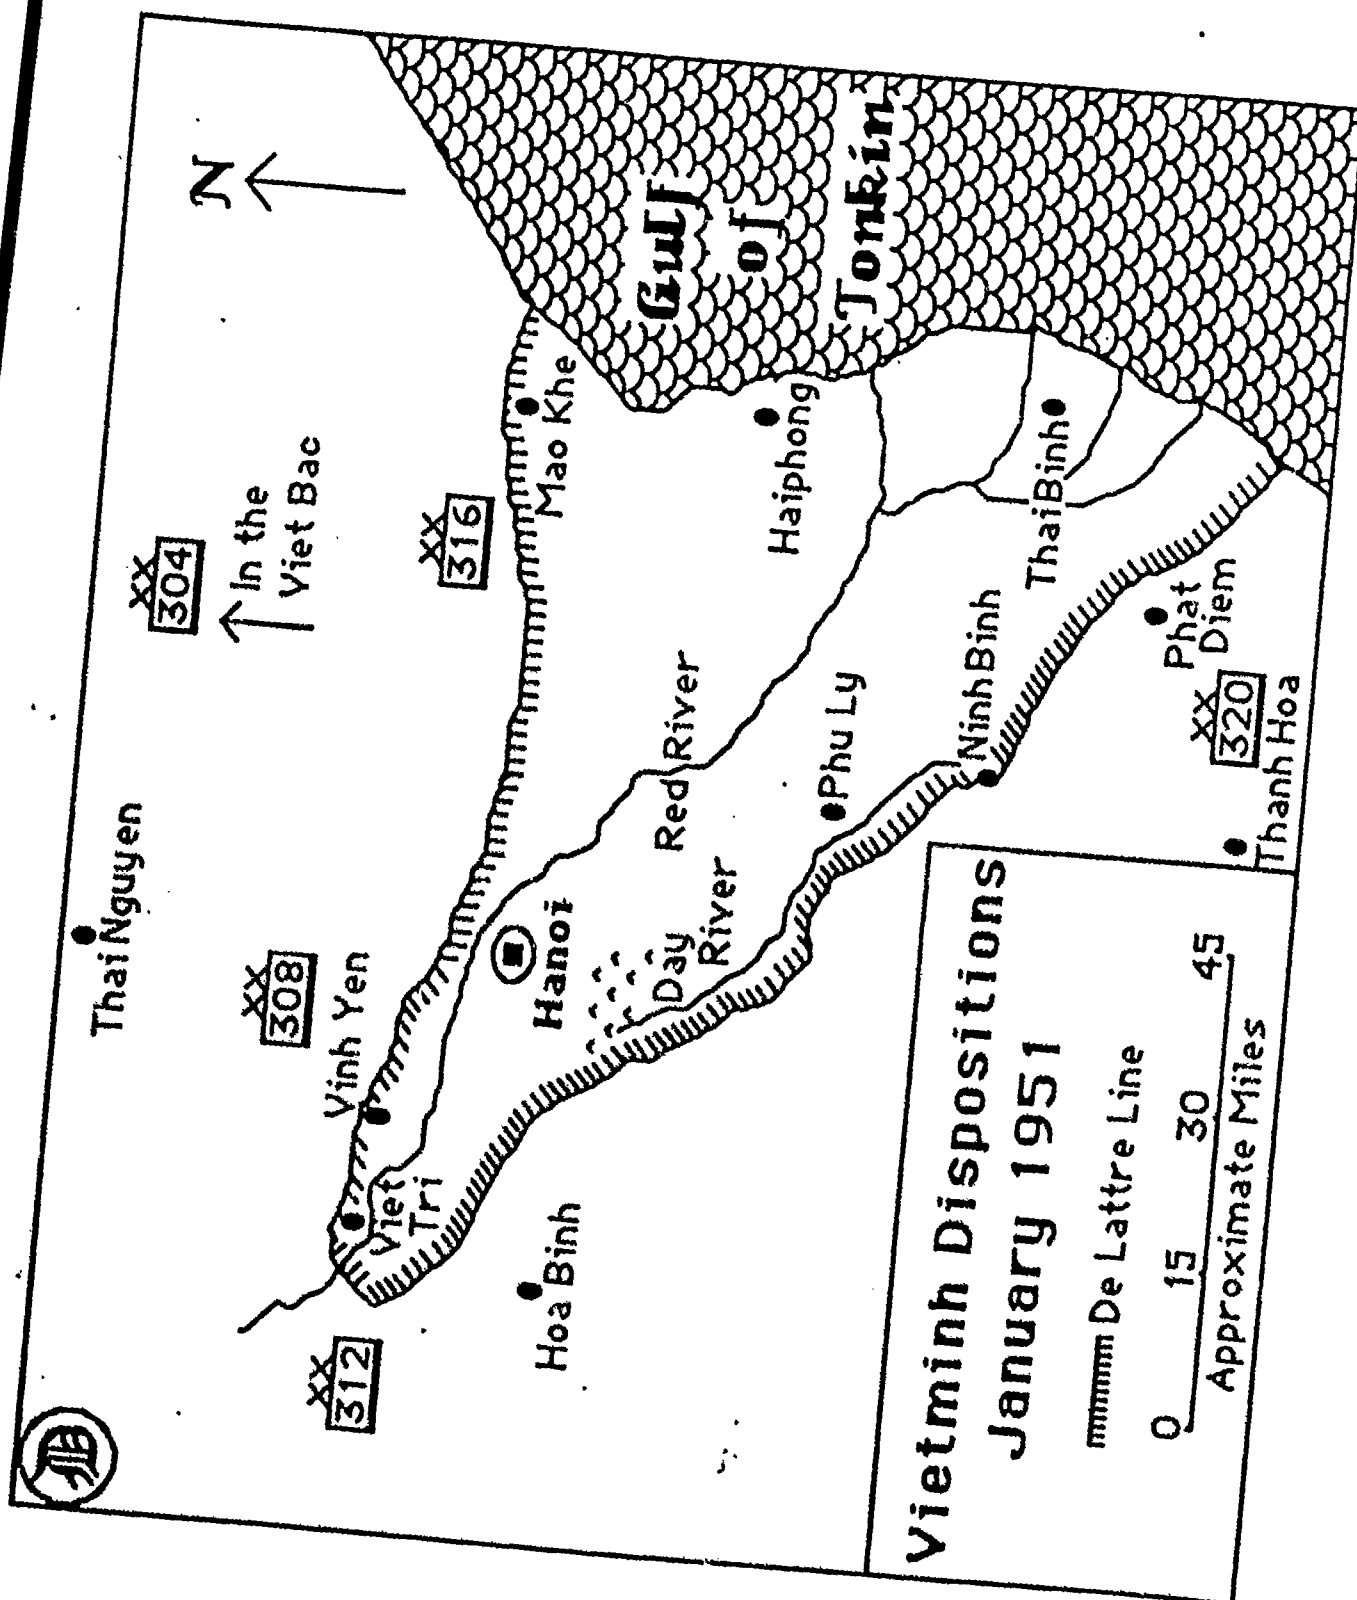 B
N
Thai Nguyen
XX
304
In the
Viet Bac
XX
308
Vinh Yen
XX
316
XX
312
Viet
Tri
Mao Khe
Gulf
of
Tonkin
Hanoi
Hoa Binh
Red River
Haiphong
Day
River
Phu Ly
Ninh Binh
Thai Binh
Phat
Diem
XX
320
Thanh Hoa
Vietminh Dispositions
January 1951
De Lattre Line
0 15 30 45
Approximate Miles